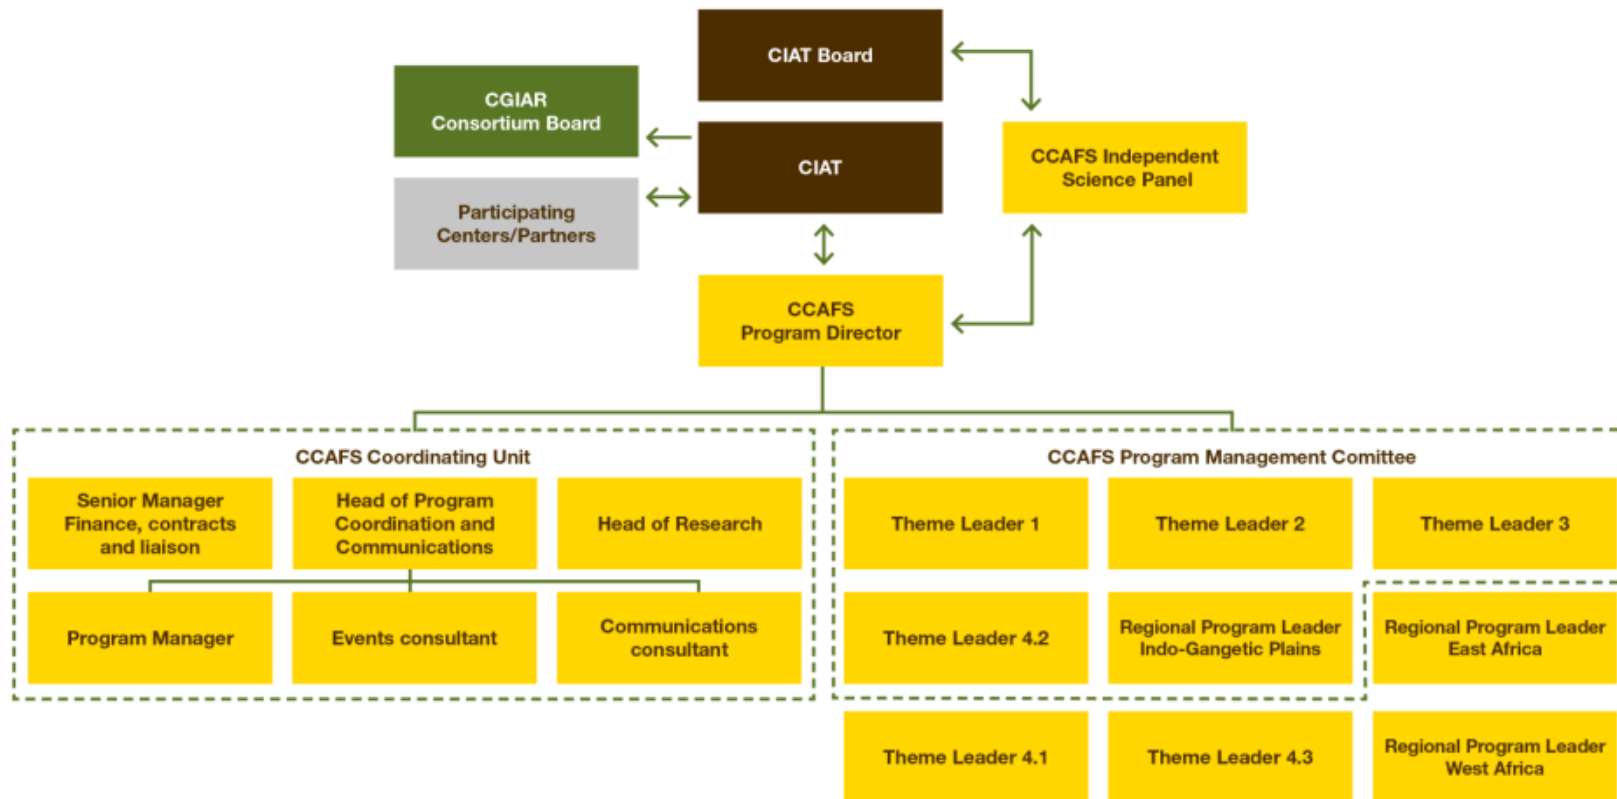 CIAT Board
CGIAR
Consortium Board
CIAT
CCAFS Independent
Science Panel
Participating
Centers/Partners
CCAFS
Program Director
CCAFS Coordinating Unit
Senior Manager
Finance, contracts
and liaison
Head of Program
Coordination and
Communications
Head of Research
Program Manager
Events consultant
Communications
consultant
CCAFS Program Management Comittee
Theme Leader 1
Theme Leader 2
Theme Leader 3
Theme Leader 4.2
Regional Program Leader
Indo-Gangetic Plains
Regional Program Leader
East Africa
Theme Leader 4.1
Theme Leader 4.3
Regional Program Leader
West Africa